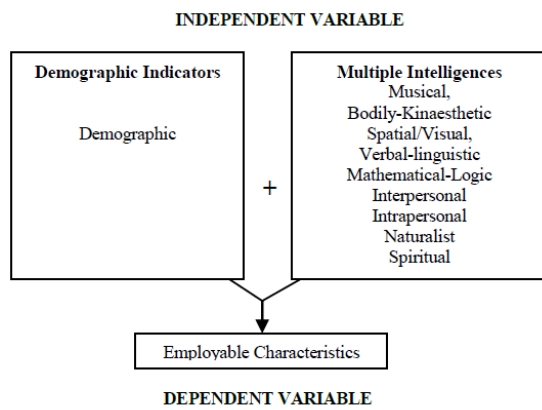 INDEPENDENT VARIABLE
Demographic Indicators
Demographic
+
Multiple Intelligences
Musical,
Bodily-Kinaesthetic
Spatial/Visual,
Verbal-linguistic
Mathematical-Logic
Interpersonal
Intrapersonal
Naturalist
Spiritual
Employable Characteristics
DEPENDENT VARIABLE